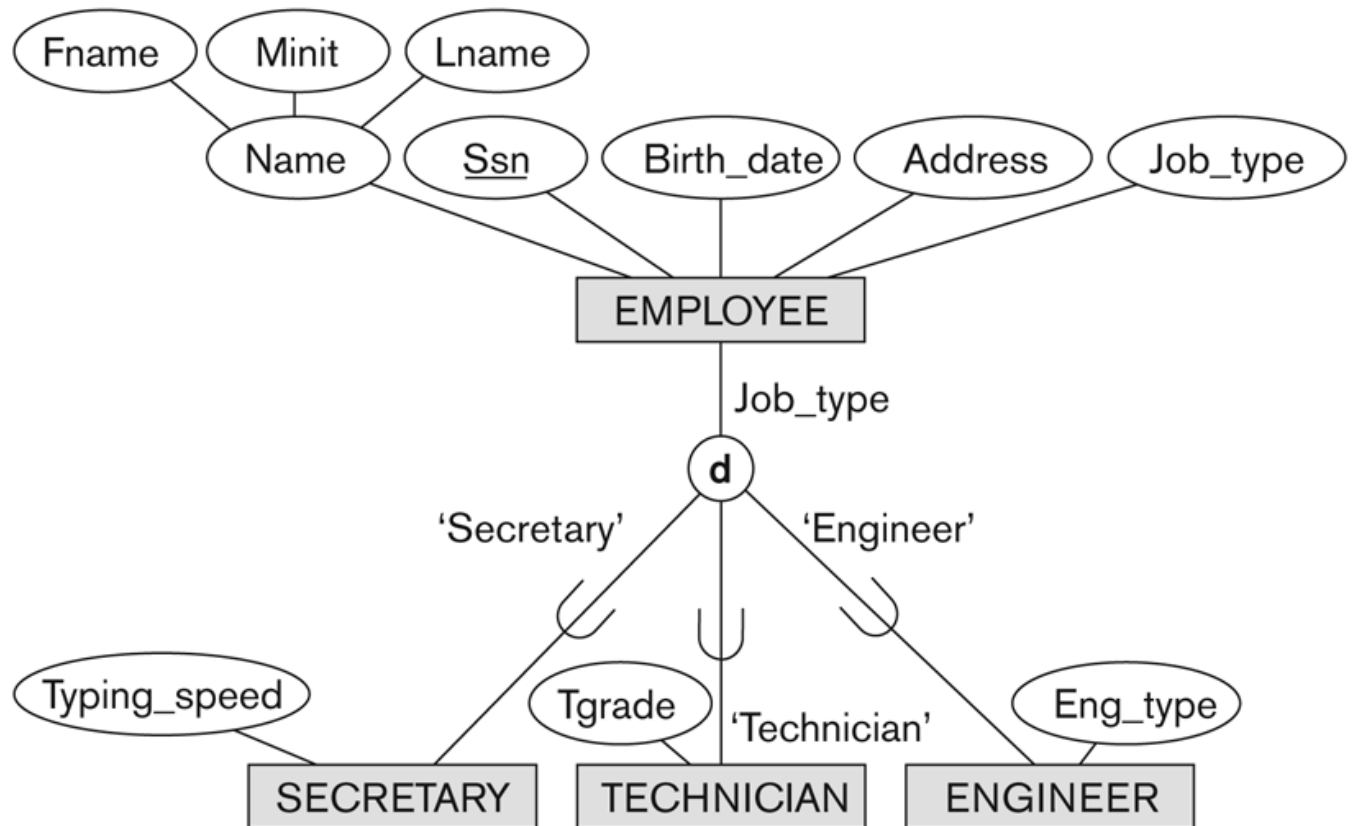 Fname
Minit
Lname
Name
Ssn
Birth_date
Address
Job_type
EMPLOYEE
Job_type
d
‘Secretary’
‘Engineer’
Typing_speed
Tgrade
‘Technician’
Eng_type
SECRETARY
TECHNICIAN
ENGINEER